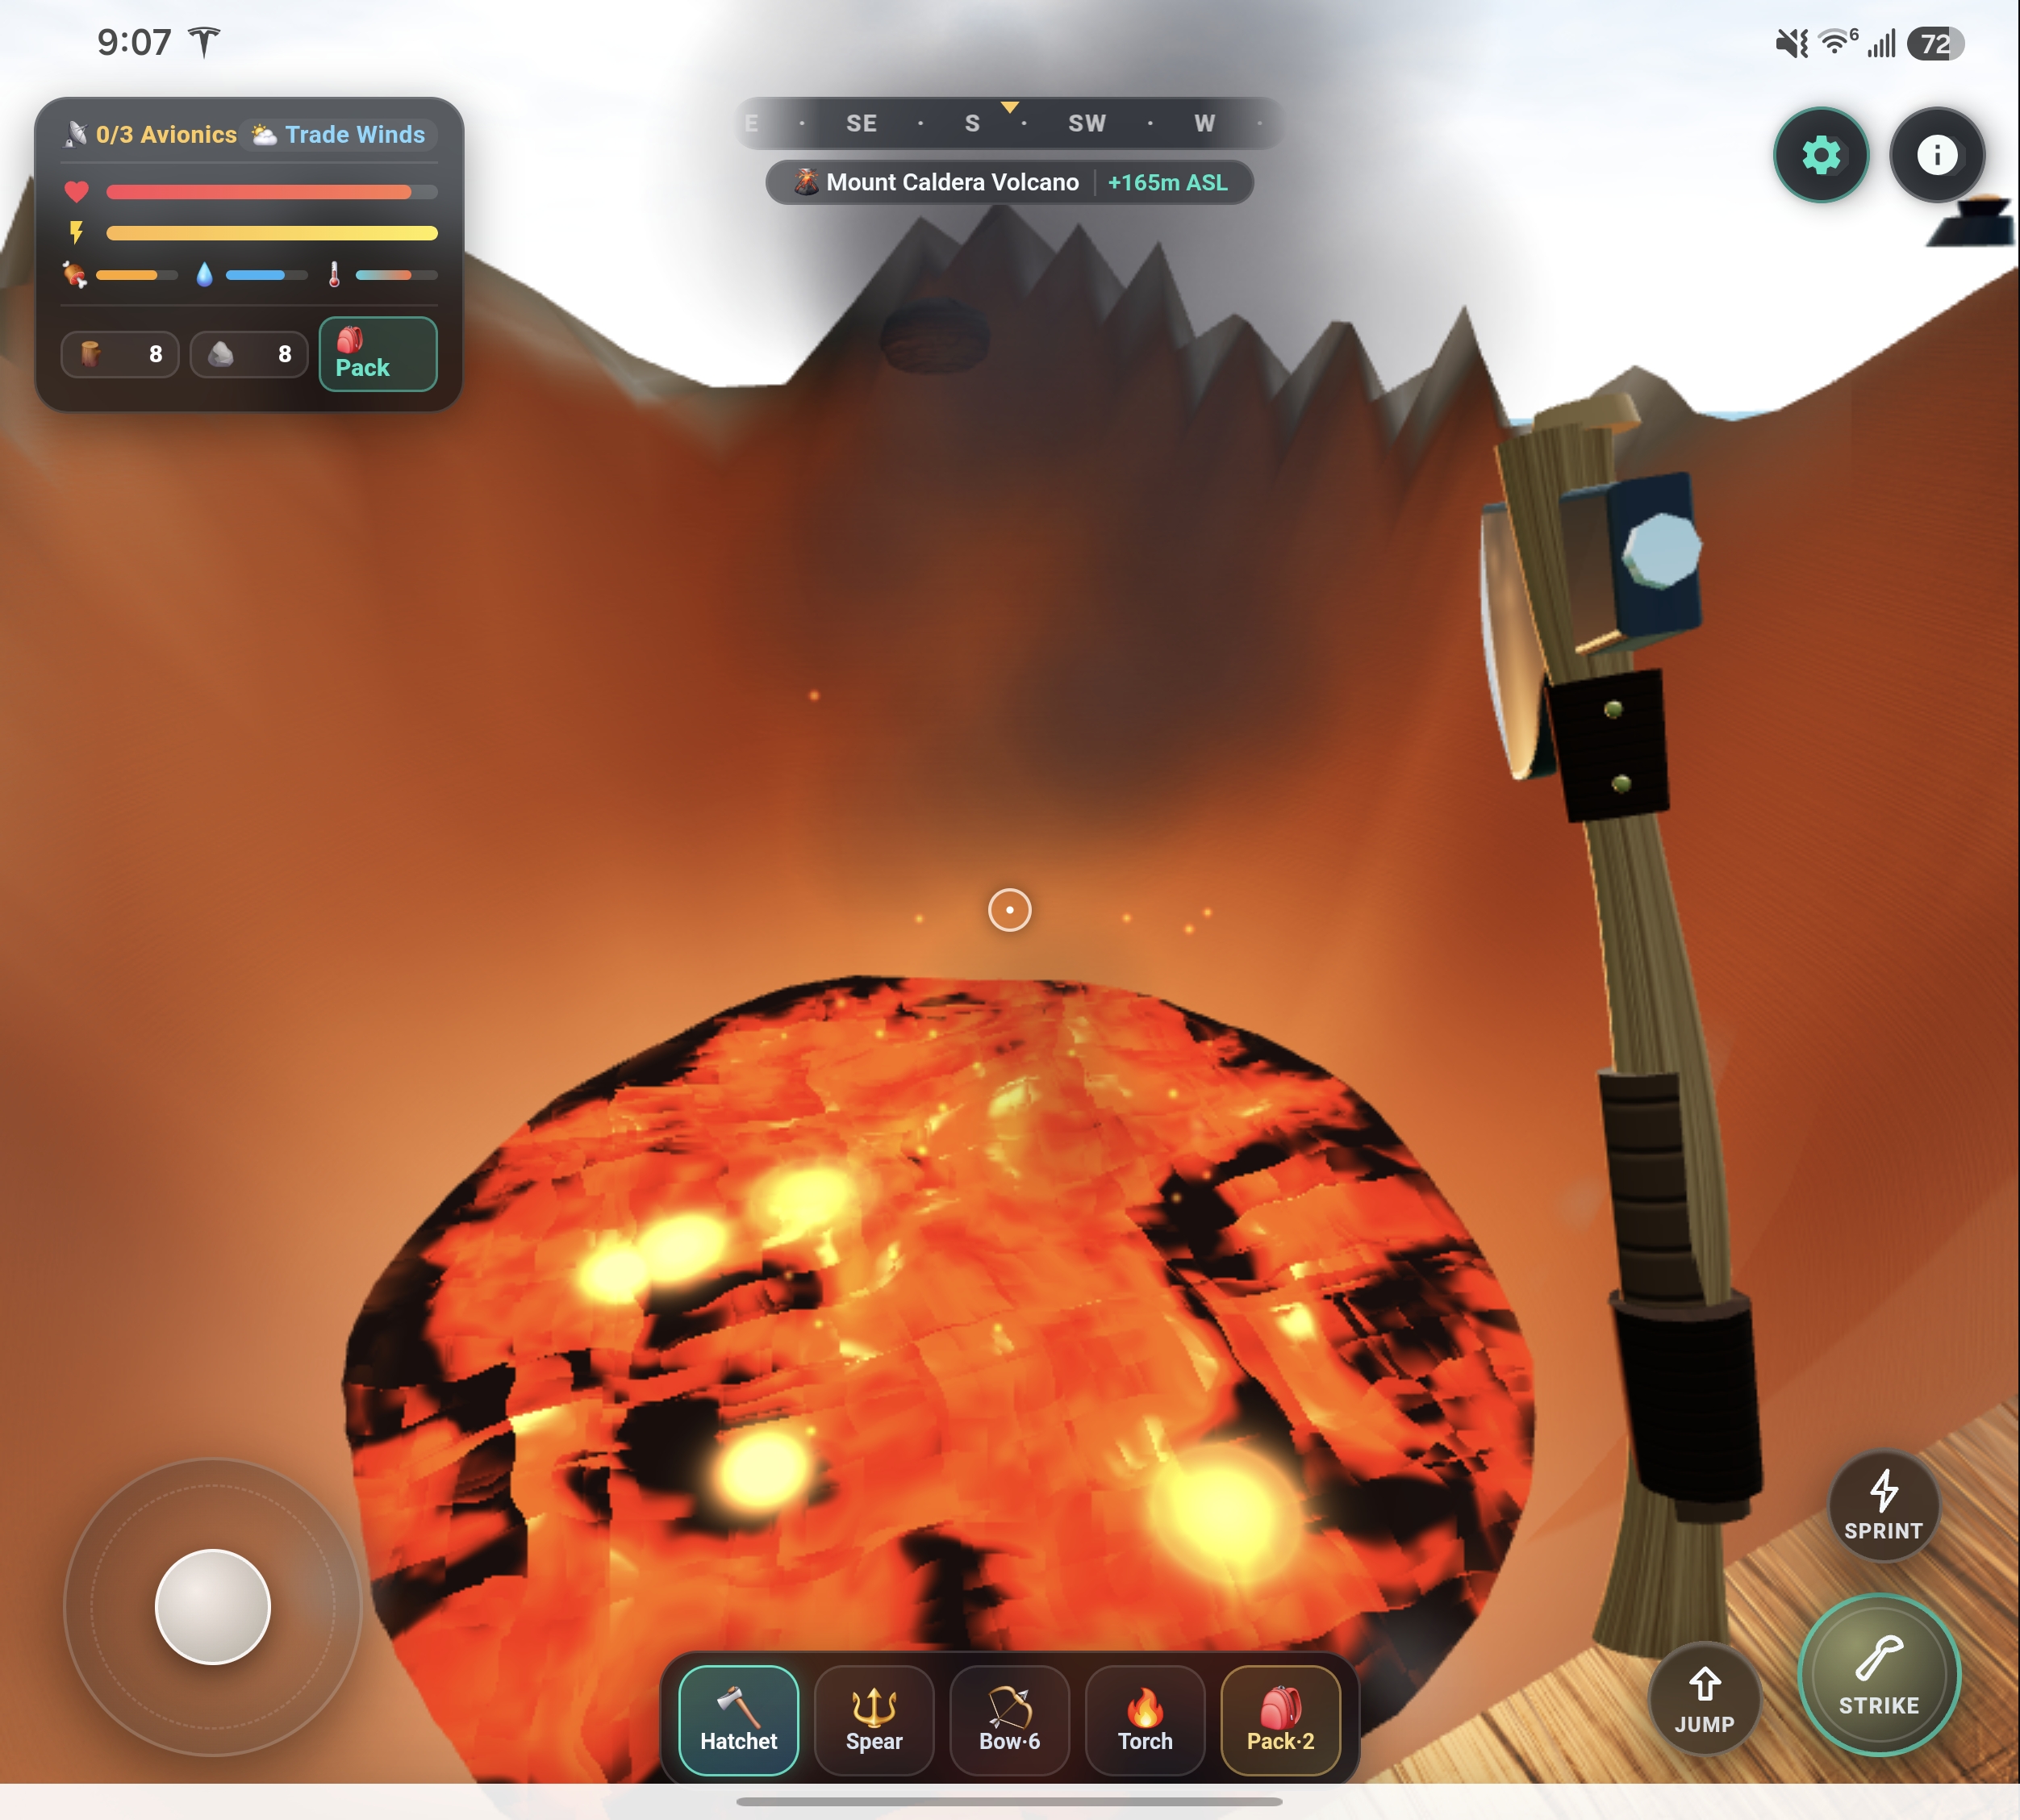 9:07
6
72
0/3 Avionics Trade Winds
E · SE · S · SW · W ·
Mount Caldera Volcano +165m ASL
8 8 Pack
SPRINT
STRIKE
JUMP
Hatchet Spear Bow·6 Torch Pack·2